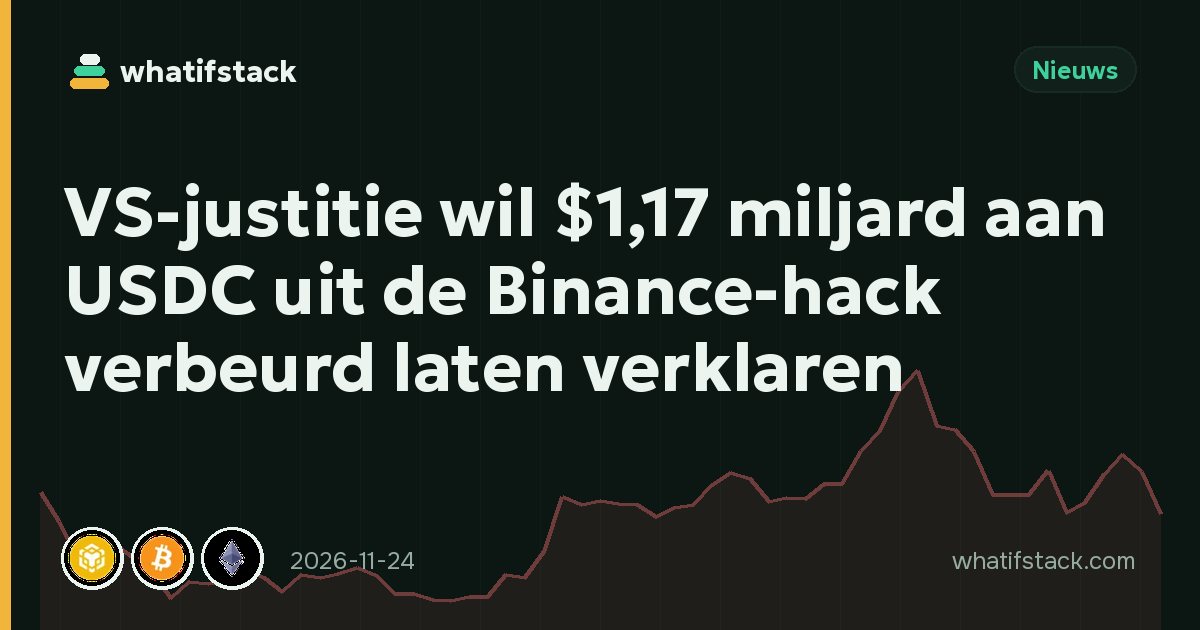 whatifstack
Nieuws
VS-justitie wil $1,17 miljard aan
USDC uit de Binance-hack
verbeurd laten verklaren
2026-11-24
whatifstack.com